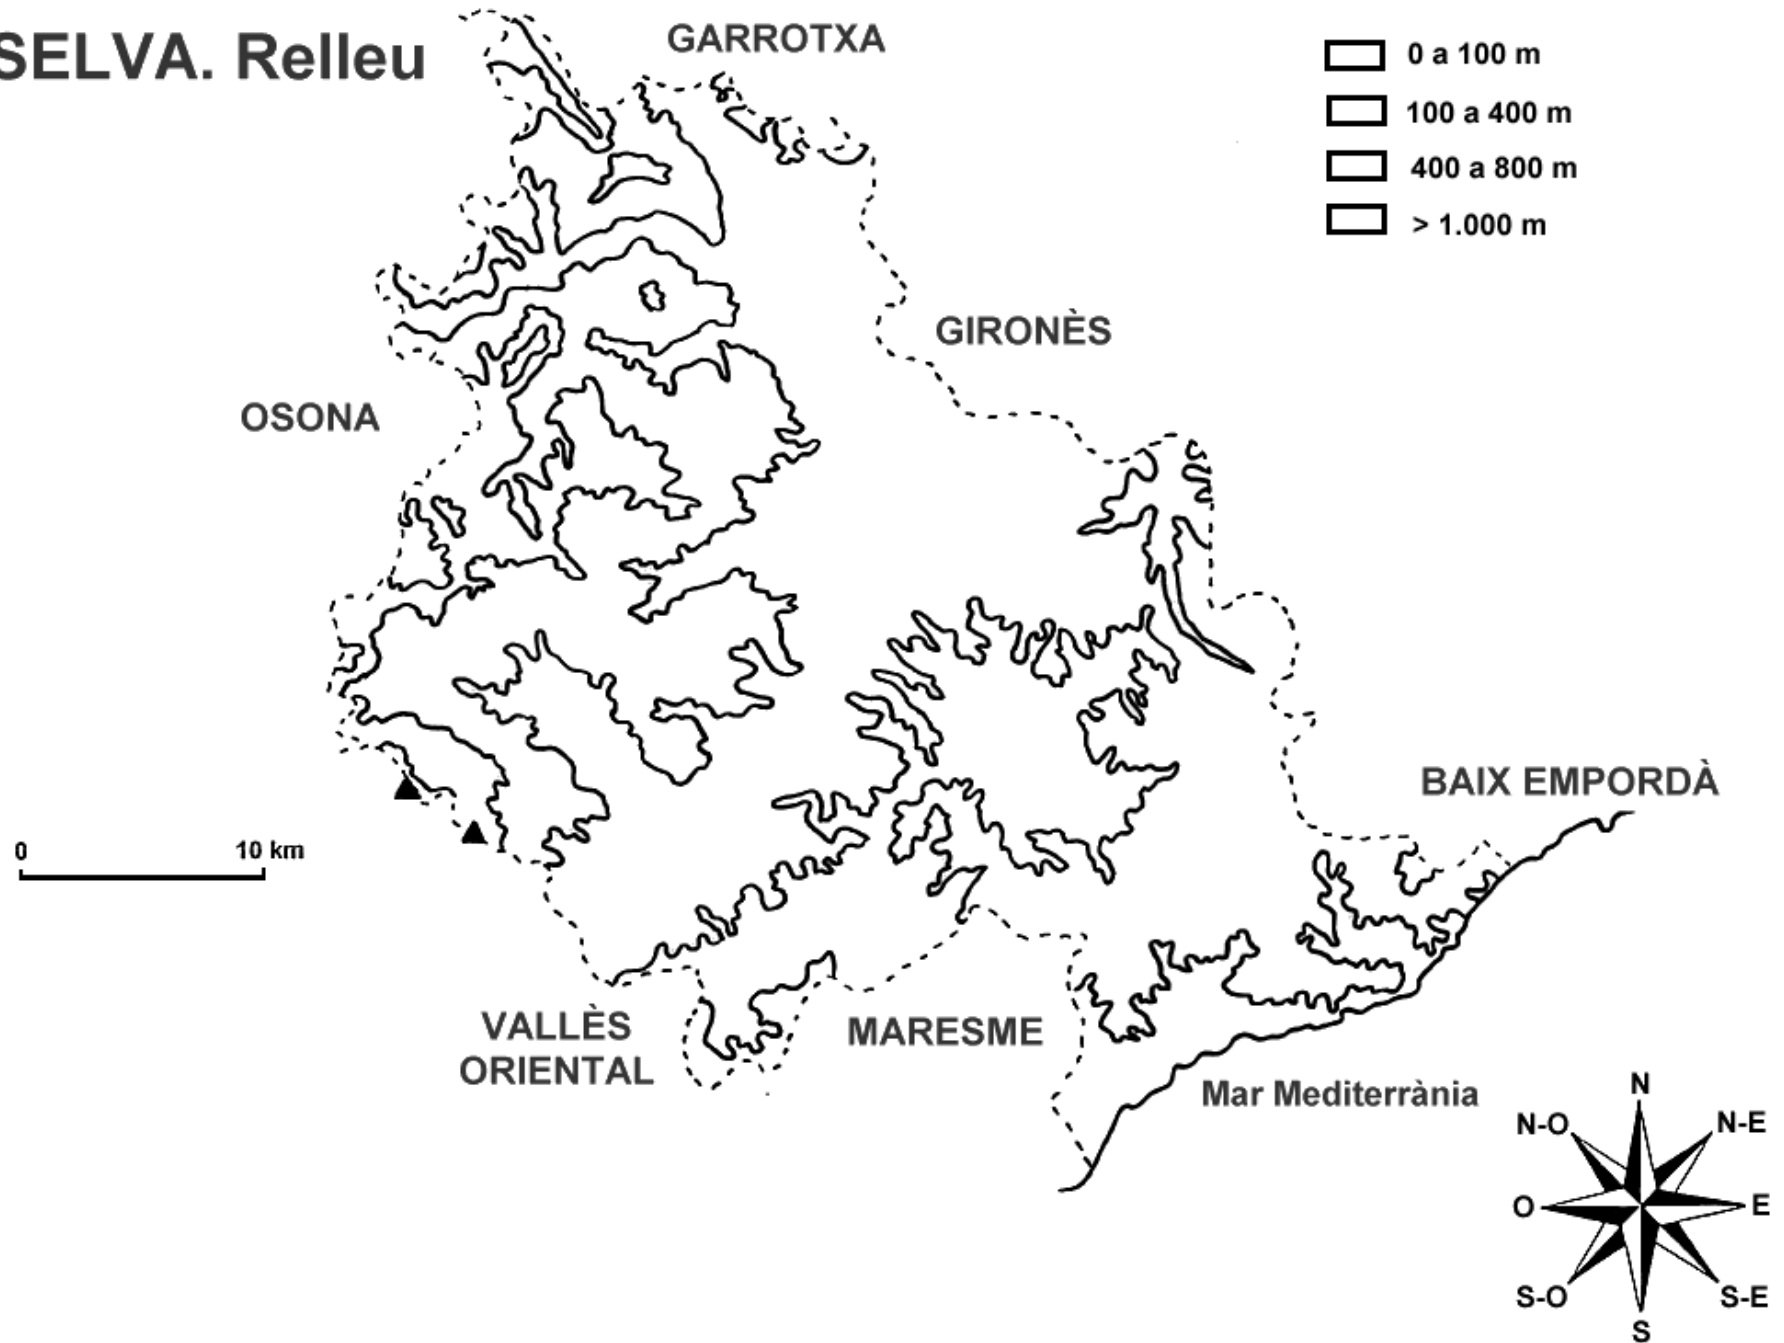 SELVA. Relleu
GARROTXA
0 a 100 m
100 a 400 m
400 a 800 m
> 1.000 m
GIRONÈS
OSONA
BAIX EMPORDÀ
0 10 km
VALLÈS
ORIENTAL
MARESME
Mar Mediterrània
N
N-O N-E
O E
S-O S-E
S